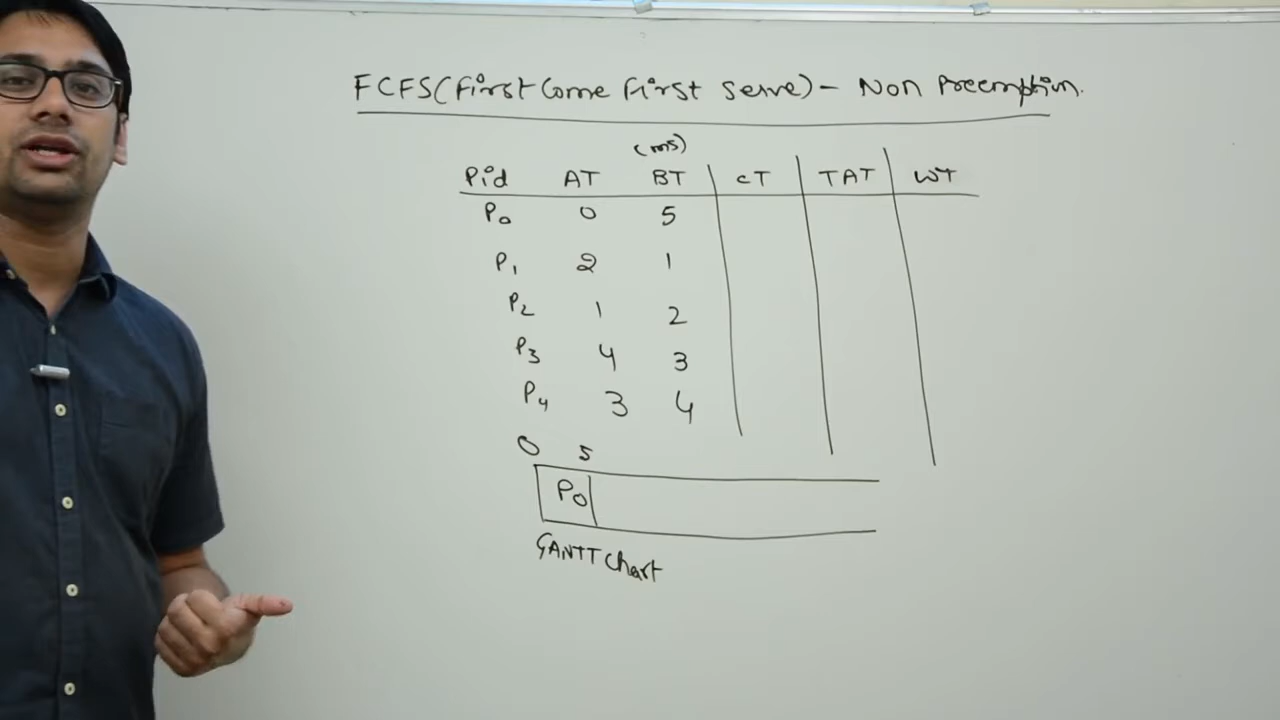 FCFS(First Come First Serve) - Non Preemption.
(ms)
Pid AT BT CT TAT WT
P0 0 5
P1 2 1
P2 1 2
P3 4 3
P4 3 4
0 5
P0
GANTT Chart